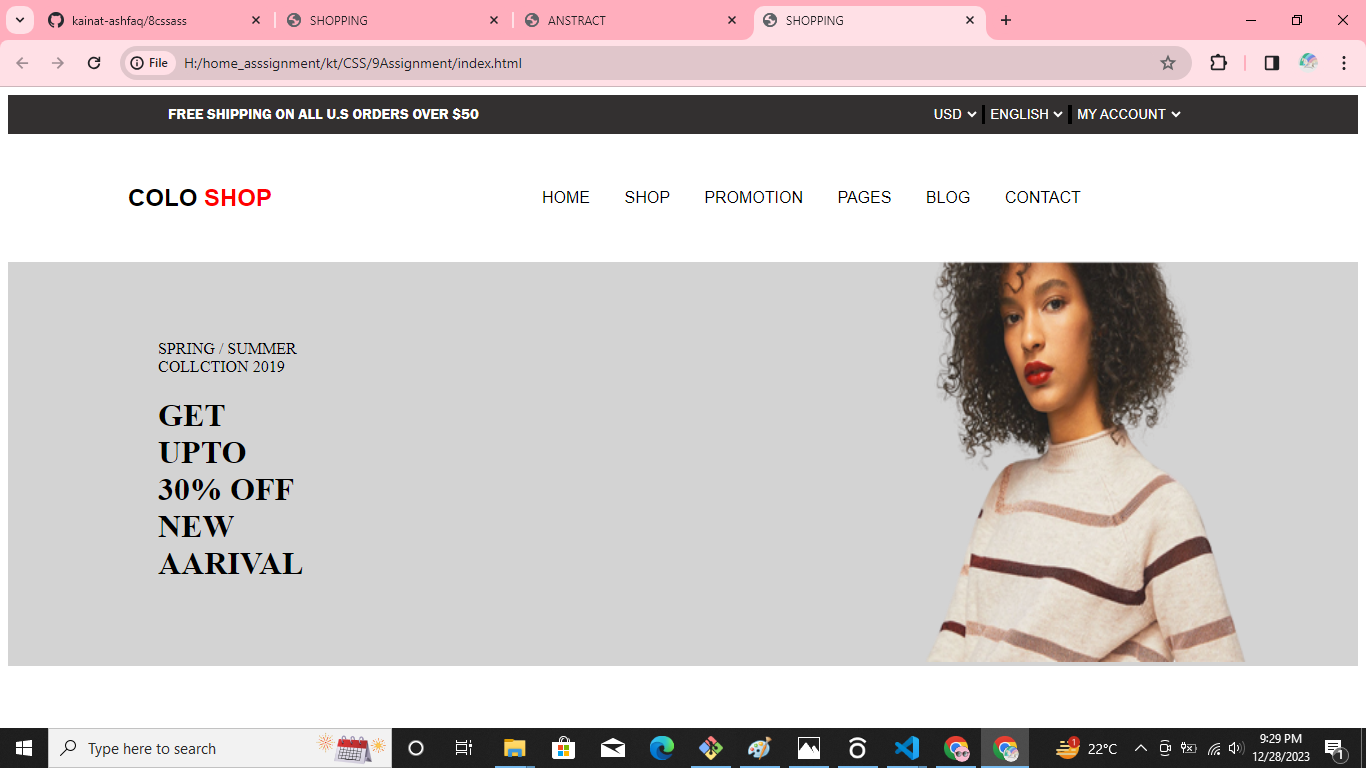 kainat-ashfaq/8cssass
SHOPPING
ANSTRACT
SHOPPING
File H:/home_asssignment/kt/CSS/9Assignment/index.html
FREE SHIPPING ON ALL U.S ORDERS OVER $50
USD ENGLISH MY ACCOUNT
COLO SHOP
HOME SHOP PROMOTION PAGES BLOG CONTACT
SPRING / SUMMER
COLLCTION 2019
GET
UPTO
30% OFF
NEW
AARIVAL
Type here to search
1
22°C
9:29 PM
12/28/2023
1